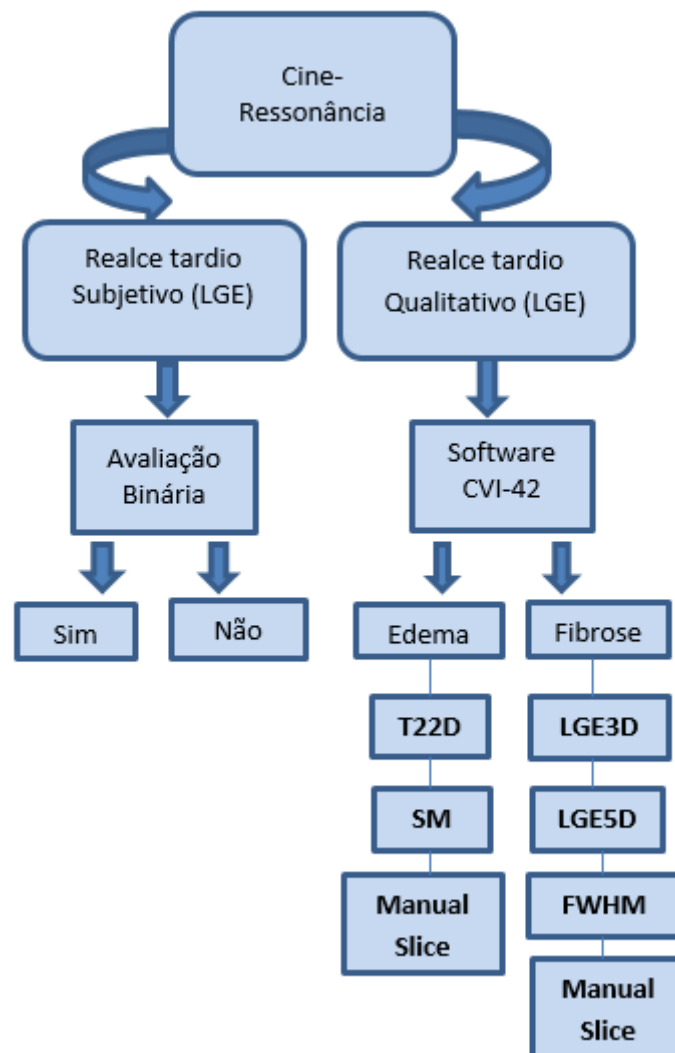 Cine-
Ressonância
Realce tardio
Subjetivo (LGE)
Realce tardio
Qualitativo (LGE)
Avaliação
Binária
Software
CVI-42
Sim
Não
Edema
Fibrose
T22D
LGE3D
SM
LGE5D
Manual
Slice
FWHM
Manual
Slice